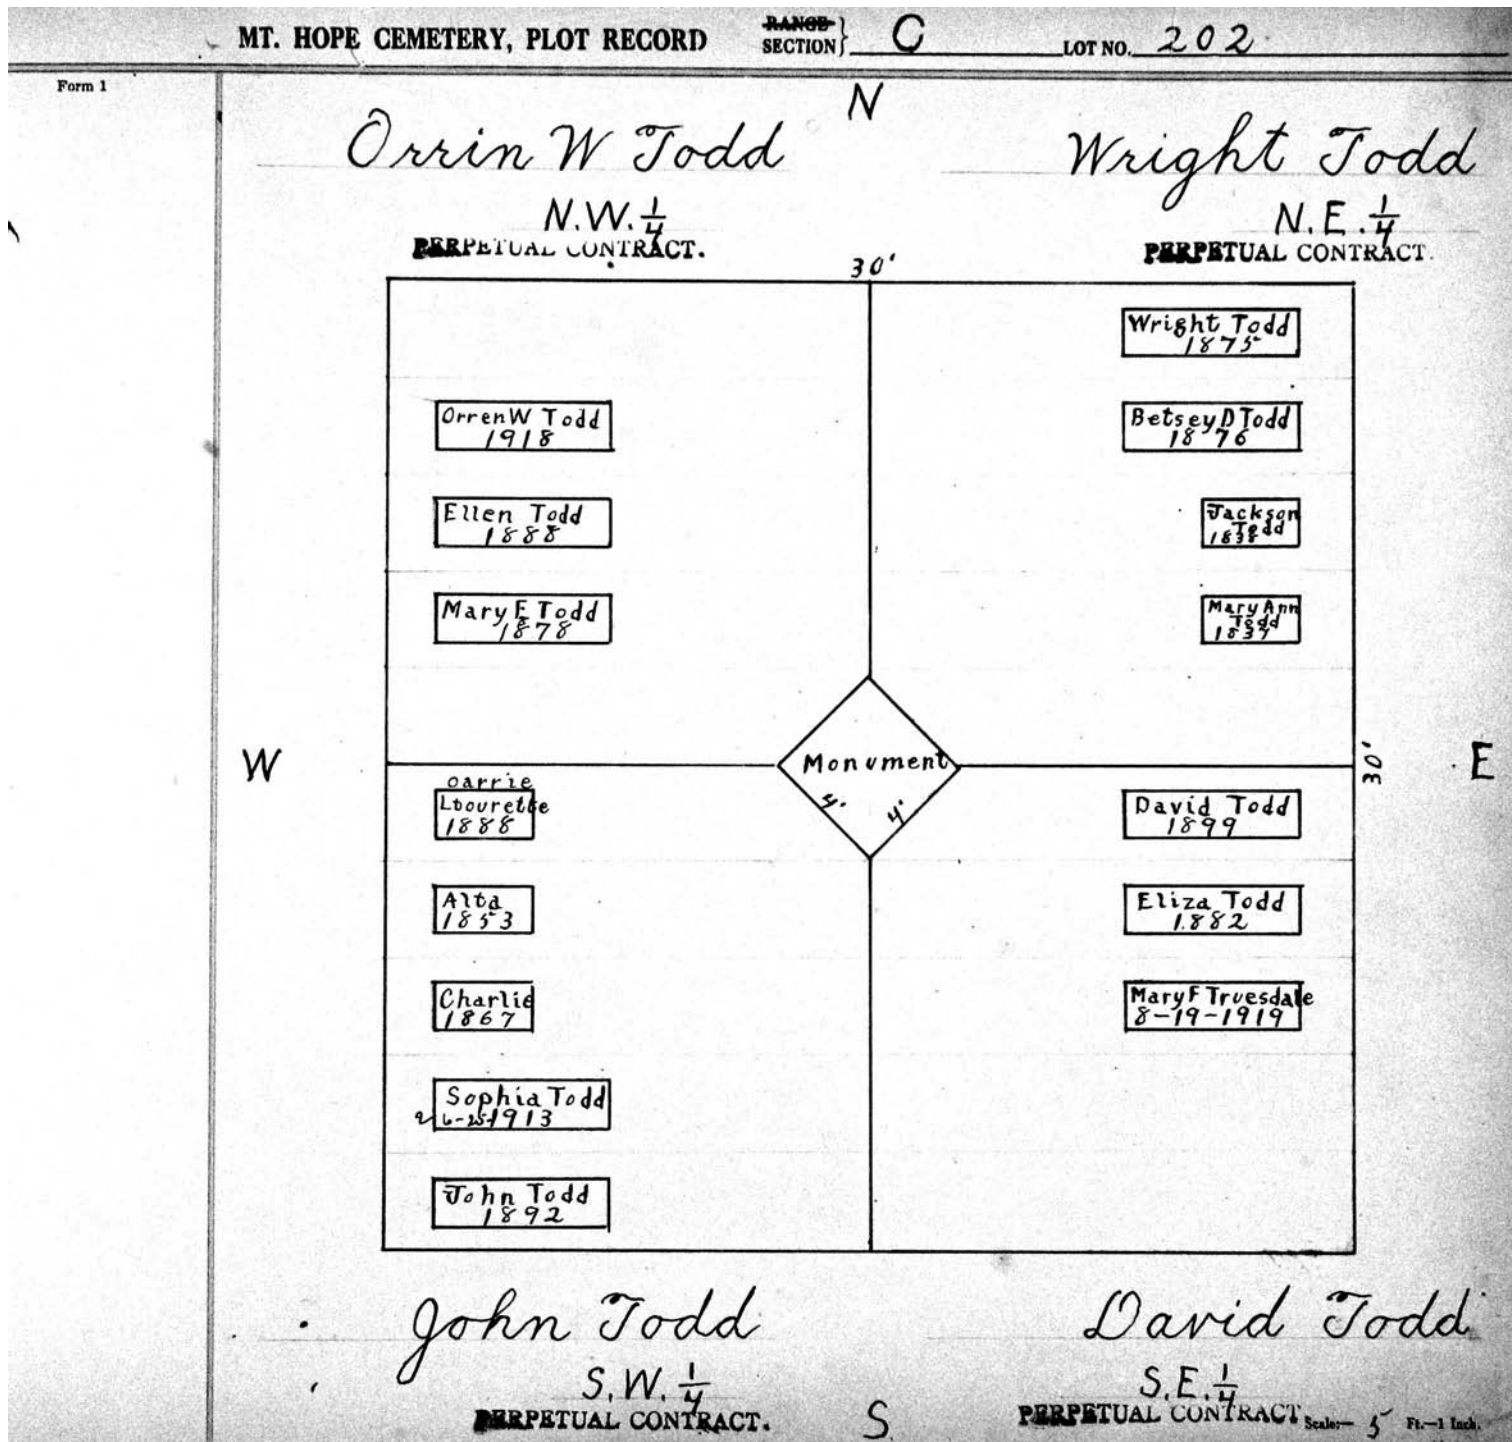 MT. HOPE CEMETERY, PLOT RECORD RANGE SECTION } C LOT NO. 202
Form 1
N
Orrin W Todd
N.W. 1/4
PERPETUAL CONTRACT.
Wright Todd
N.E. 1/4
PERPETUAL CONTRACT.
30'
Wright Todd
1875
Orren W Todd
1918
Betsey D Todd
1876
Ellen Todd
1888
Jackson
Todd
1838
Mary E Todd
1878
Mary Ann
Todd
1837
W
Monument
4' 4'
30'
E
Carrie
Ltourette
1888
David Todd
1899
Alta
1853
Eliza Todd
1882
Charlie
1867
Mary F Truesdale
8-19-1919
Sophia Todd
1913
John Todd
1892
John Todd
S.W. 1/4
PERPETUAL CONTRACT.
S
David Todd
S.E. 1/4
PERPETUAL CONTRACT
Scale:— 5 Ft.—1 Inch.